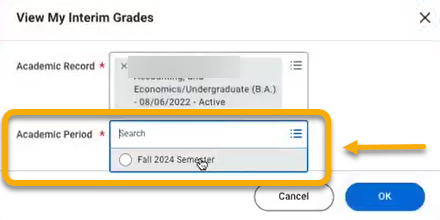 View My Interim Grades
Academic Record *
Accounting, and
Economics/Undergraduate (B.A.)
- 08/06/2022 - Active
Academic Period *
Search
Fall 2024 Semester
Cancel
OK